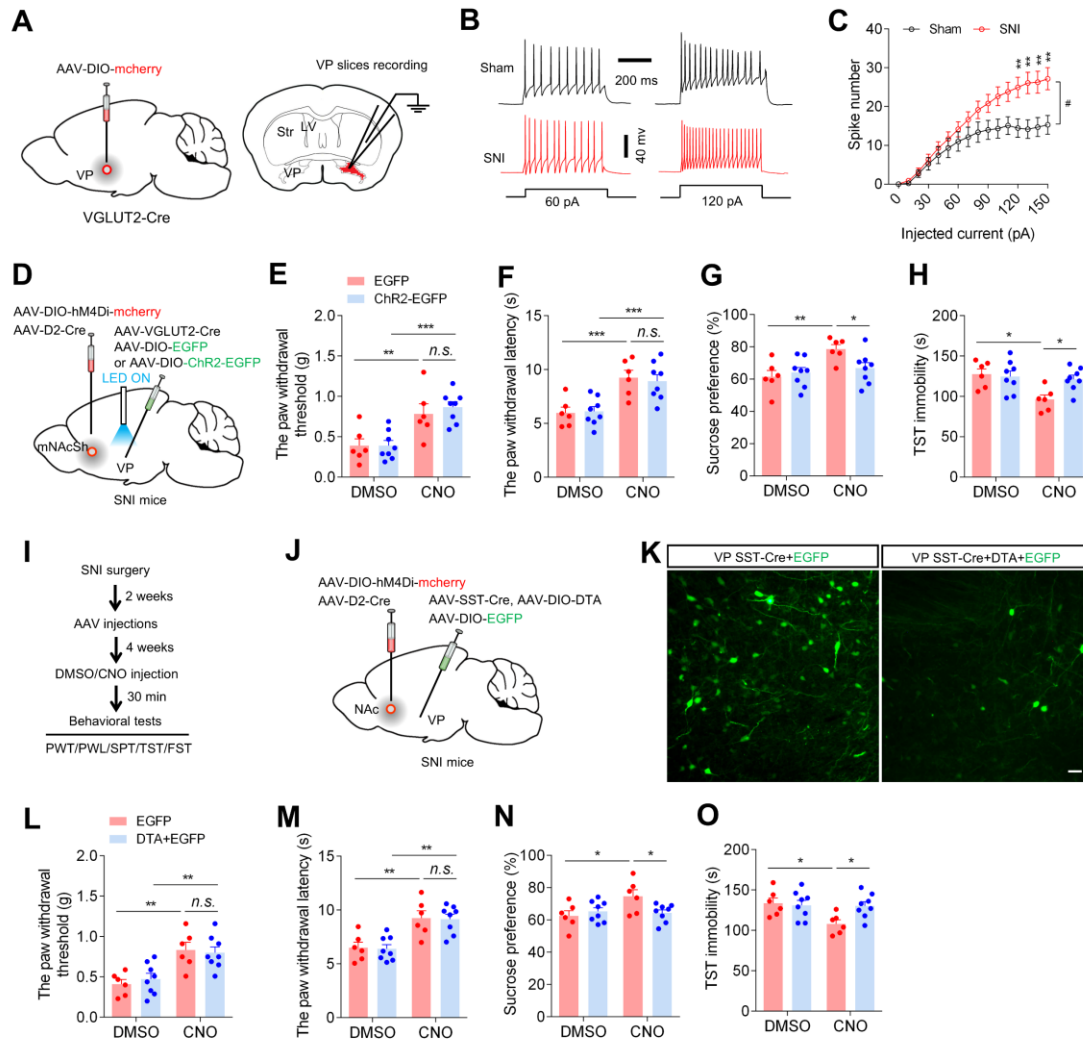 A
AAV-DIO-mcherry
VP
VGLUT2-Cre
VP slices recording
Str
LV
VP
B
Sham
200 ms
SNI
40 mv
60 pA
120 pA
C
Sham
SNI
Spike number
40
30
20
10
0
**
**
**
**
#
0
30
60
90
120
150
Injected current (pA)
D
AAV-DIO-hM4Di-mcherry
AAV-D2-Cre
AAV-VGLUT2-Cre
AAV-DIO-EGFP
or AAV-DIO-ChR2-EGFP
LED ON
mNAcSh
VP
SNI mice
E
EGFP
ChR2-EGFP
The paw withdrawal
threshold (g)
2.0
1.5
1.0
0.5
0.0
***
**
n.s.
DMSO
CNO
F
The paw withdrawal latency (s)
15
10
5
0
***
***
n.s.
DMSO
CNO
G
Sucrose preference (%)
100
80
60
40
20
0
**
*
DMSO
CNO
H
TST immobility (s)
200
150
100
50
0
*
*
DMSO
CNO
I
SNI surgery
2 weeks
AAV injections
4 weeks
DMSO/CNO injection
30 min
Behavioral tests
PWT/PWL/SPT/TST/FST
J
AAV-DIO-hM4Di-mcherry
AAV-D2-Cre
AAV-SST-Cre, AAV-DIO-DTA
AAV-DIO-EGFP
NAc
VP
SNI mice
K
VP SST-Cre+EGFP
VP SST-Cre+DTA+EGFP
L
EGFP
DTA+EGFP
The paw withdrawal
threshold (g)
2.0
1.5
1.0
0.5
0.0
**
**
n.s.
DMSO
CNO
M
The paw withdrawal latency (s)
15
10
5
0
**
**
n.s.
DMSO
CNO
N
Sucrose preference (%)
100
80
60
40
20
0
*
*
DMSO
CNO
O
TST immobility (s)
200
150
100
50
0
*
*
DMSO
CNO